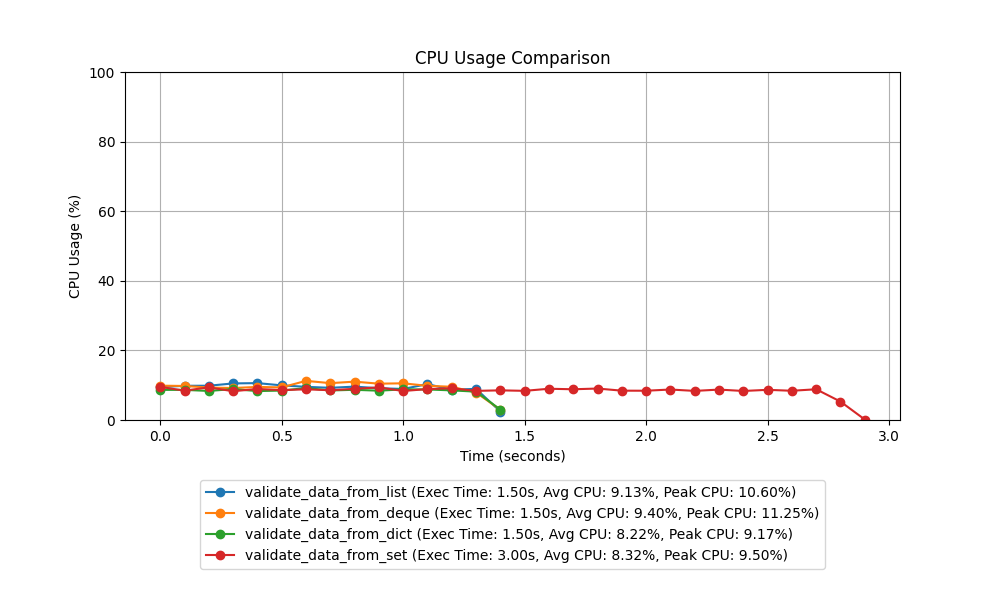 CPU Usage Comparison
100
80
60
40
20
0
CPU Usage (%)
0.0 0.5 1.0 1.5 2.0 2.5 3.0
Time (seconds)
validate_data_from_list (Exec Time: 1.50s, Avg CPU: 9.13%, Peak CPU: 10.60%)
validate_data_from_deque (Exec Time: 1.50s, Avg CPU: 9.40%, Peak CPU: 11.25%)
validate_data_from_dict (Exec Time: 1.50s, Avg CPU: 8.22%, Peak CPU: 9.17%)
validate_data_from_set (Exec Time: 3.00s, Avg CPU: 8.32%, Peak CPU: 9.50%)